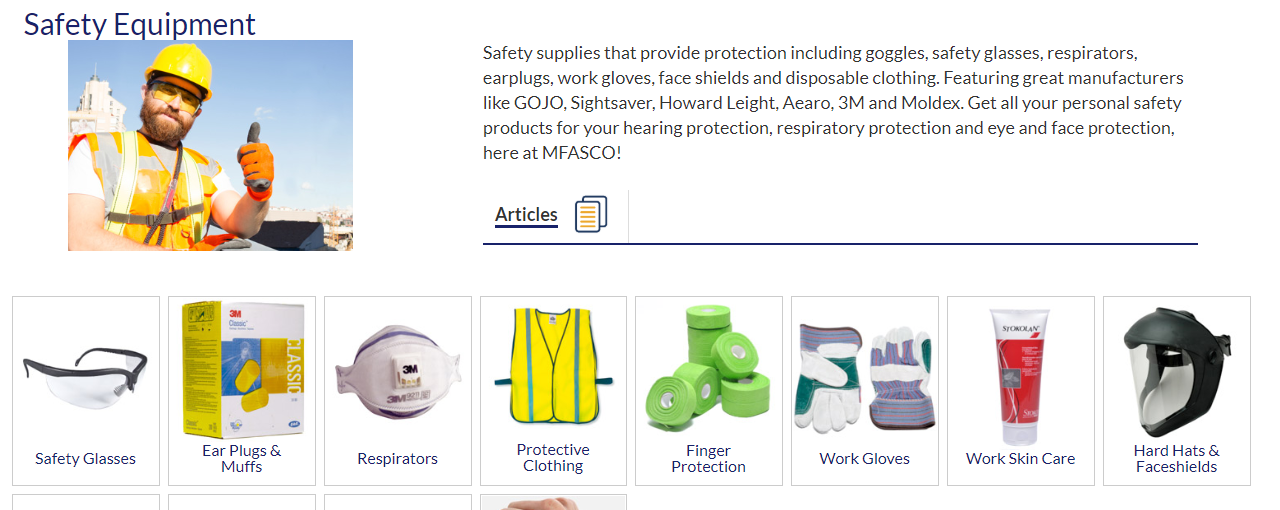 Safety Equipment
Safety supplies that provide protection including goggles, safety glasses, respirators,
earplugs, work gloves, face shields and disposable clothing. Featuring great manufacturers
like GOJO, Sightsaver, Howard Leight, Aearo, 3M and Moldex. Get all your personal safety
products for your hearing protection, respiratory protection and eye and face protection,
here at MFASCO!
Articles
3M
Classic™
CLASSIC
3M
3M
STOKOLAN
Safety Glasses
Ear Plugs &
Muffs
Respirators
Protective
Clothing
Finger
Protection
Work Gloves
Work Skin Care
Hard Hats &
Faceshields